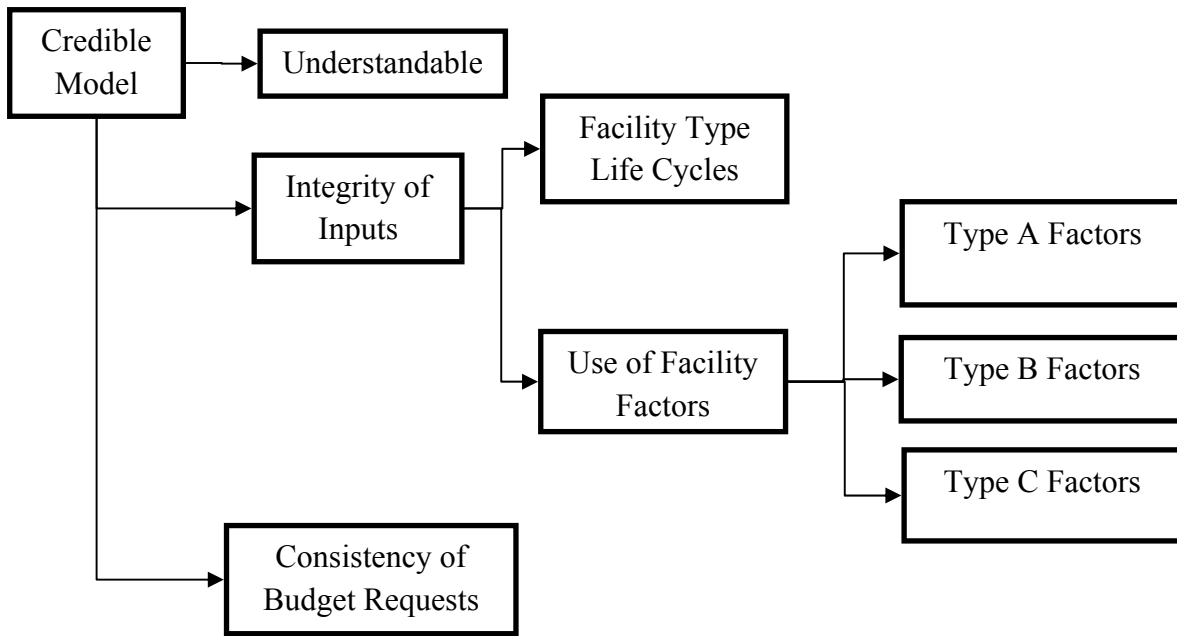 Credible
Model
Understandable
Facility Type
Life Cycles
Integrity of
Inputs
Type A Factors
Use of Facility
Factors
Type B Factors
Type C Factors
Consistency of
Budget Requests